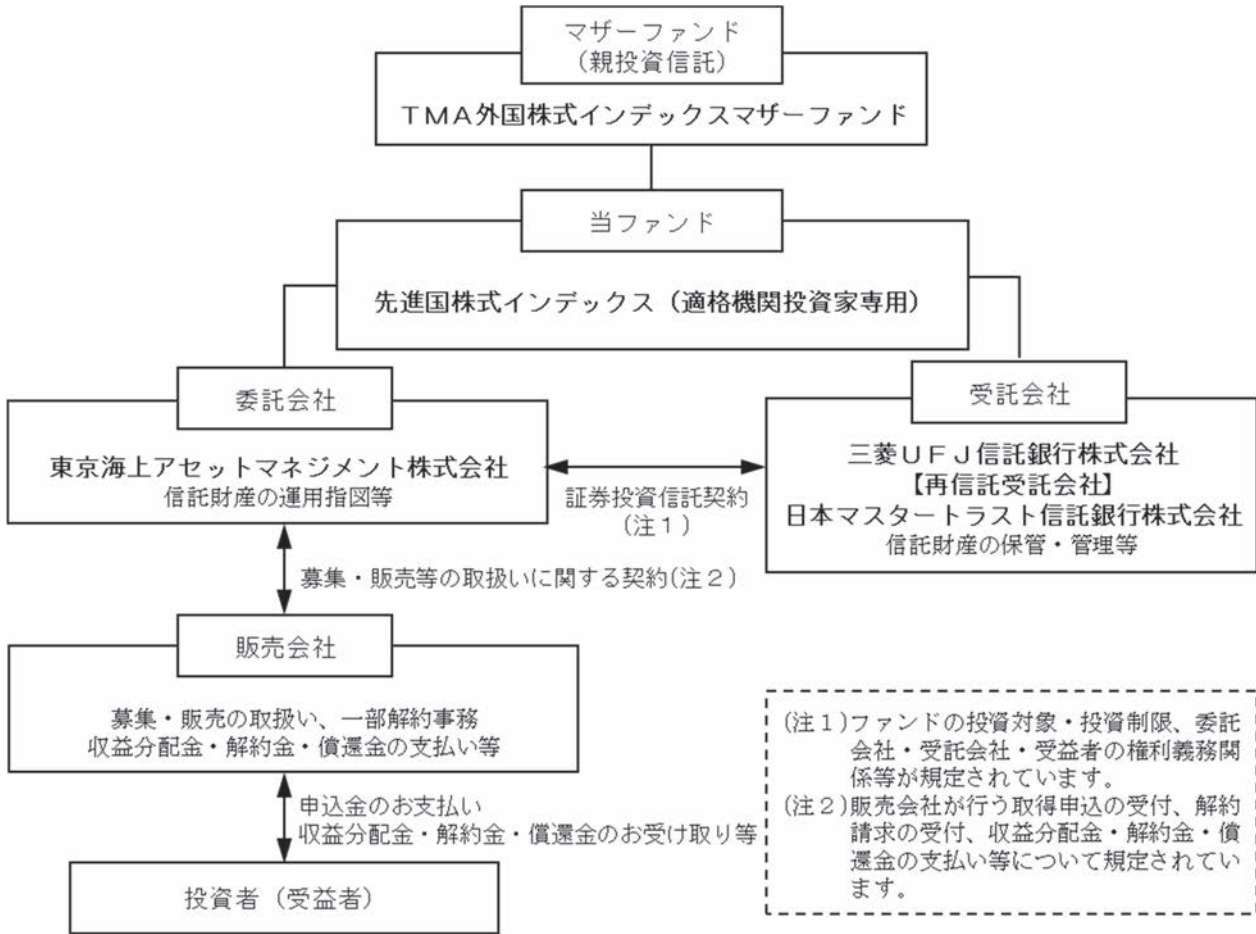 マザーファンド
(親投資信託)
TMA外国株式インデックスマザーファンド
当ファンド
先進国株式インデックス(適格機関投資家専用)
委託会社
東京海上アセットマネジメント株式会社
信託財産の運用指図等
証券投資信託契約
(注1)
受託会社
三菱UFJ信託銀行株式会社
【再信託受託会社】
日本マスタートラスト信託銀行株式会社
信託財産の保管・管理等
募集・販売等の取扱いに関する契約(注2)
販売会社
募集・販売の取扱い、一部解約事務
収益分配金・解約金・償還金の支払い等
申込金のお支払い
収益分配金・解約金・償還金のお受け取り等
投資者(受益者)
(注1)ファンドの投資対象・投資制限、委託
会社・受託会社・受益者の権利義務関
係等が規定されています。
(注2)販売会社が行う取得申込の受付、解約
請求の受付、収益分配金・解約金・償
還金の支払い等について規定されてい
ます。